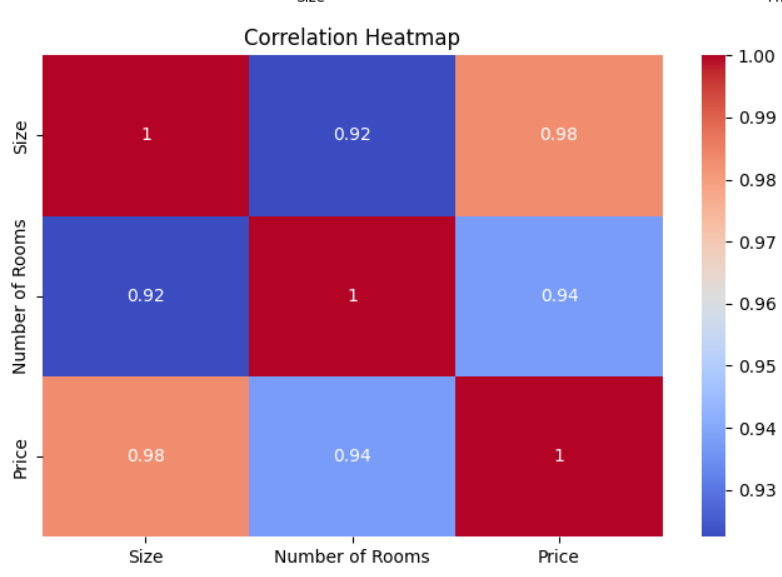 Size
Correlation Heatmap
1.00
Size
1
0.92
0.98
0.99
0.98
0.97
Number of Rooms
0.92
1
0.94
0.96
0.95
0.94
Price
0.98
0.94
1
0.93
Size
Number of Rooms
Price